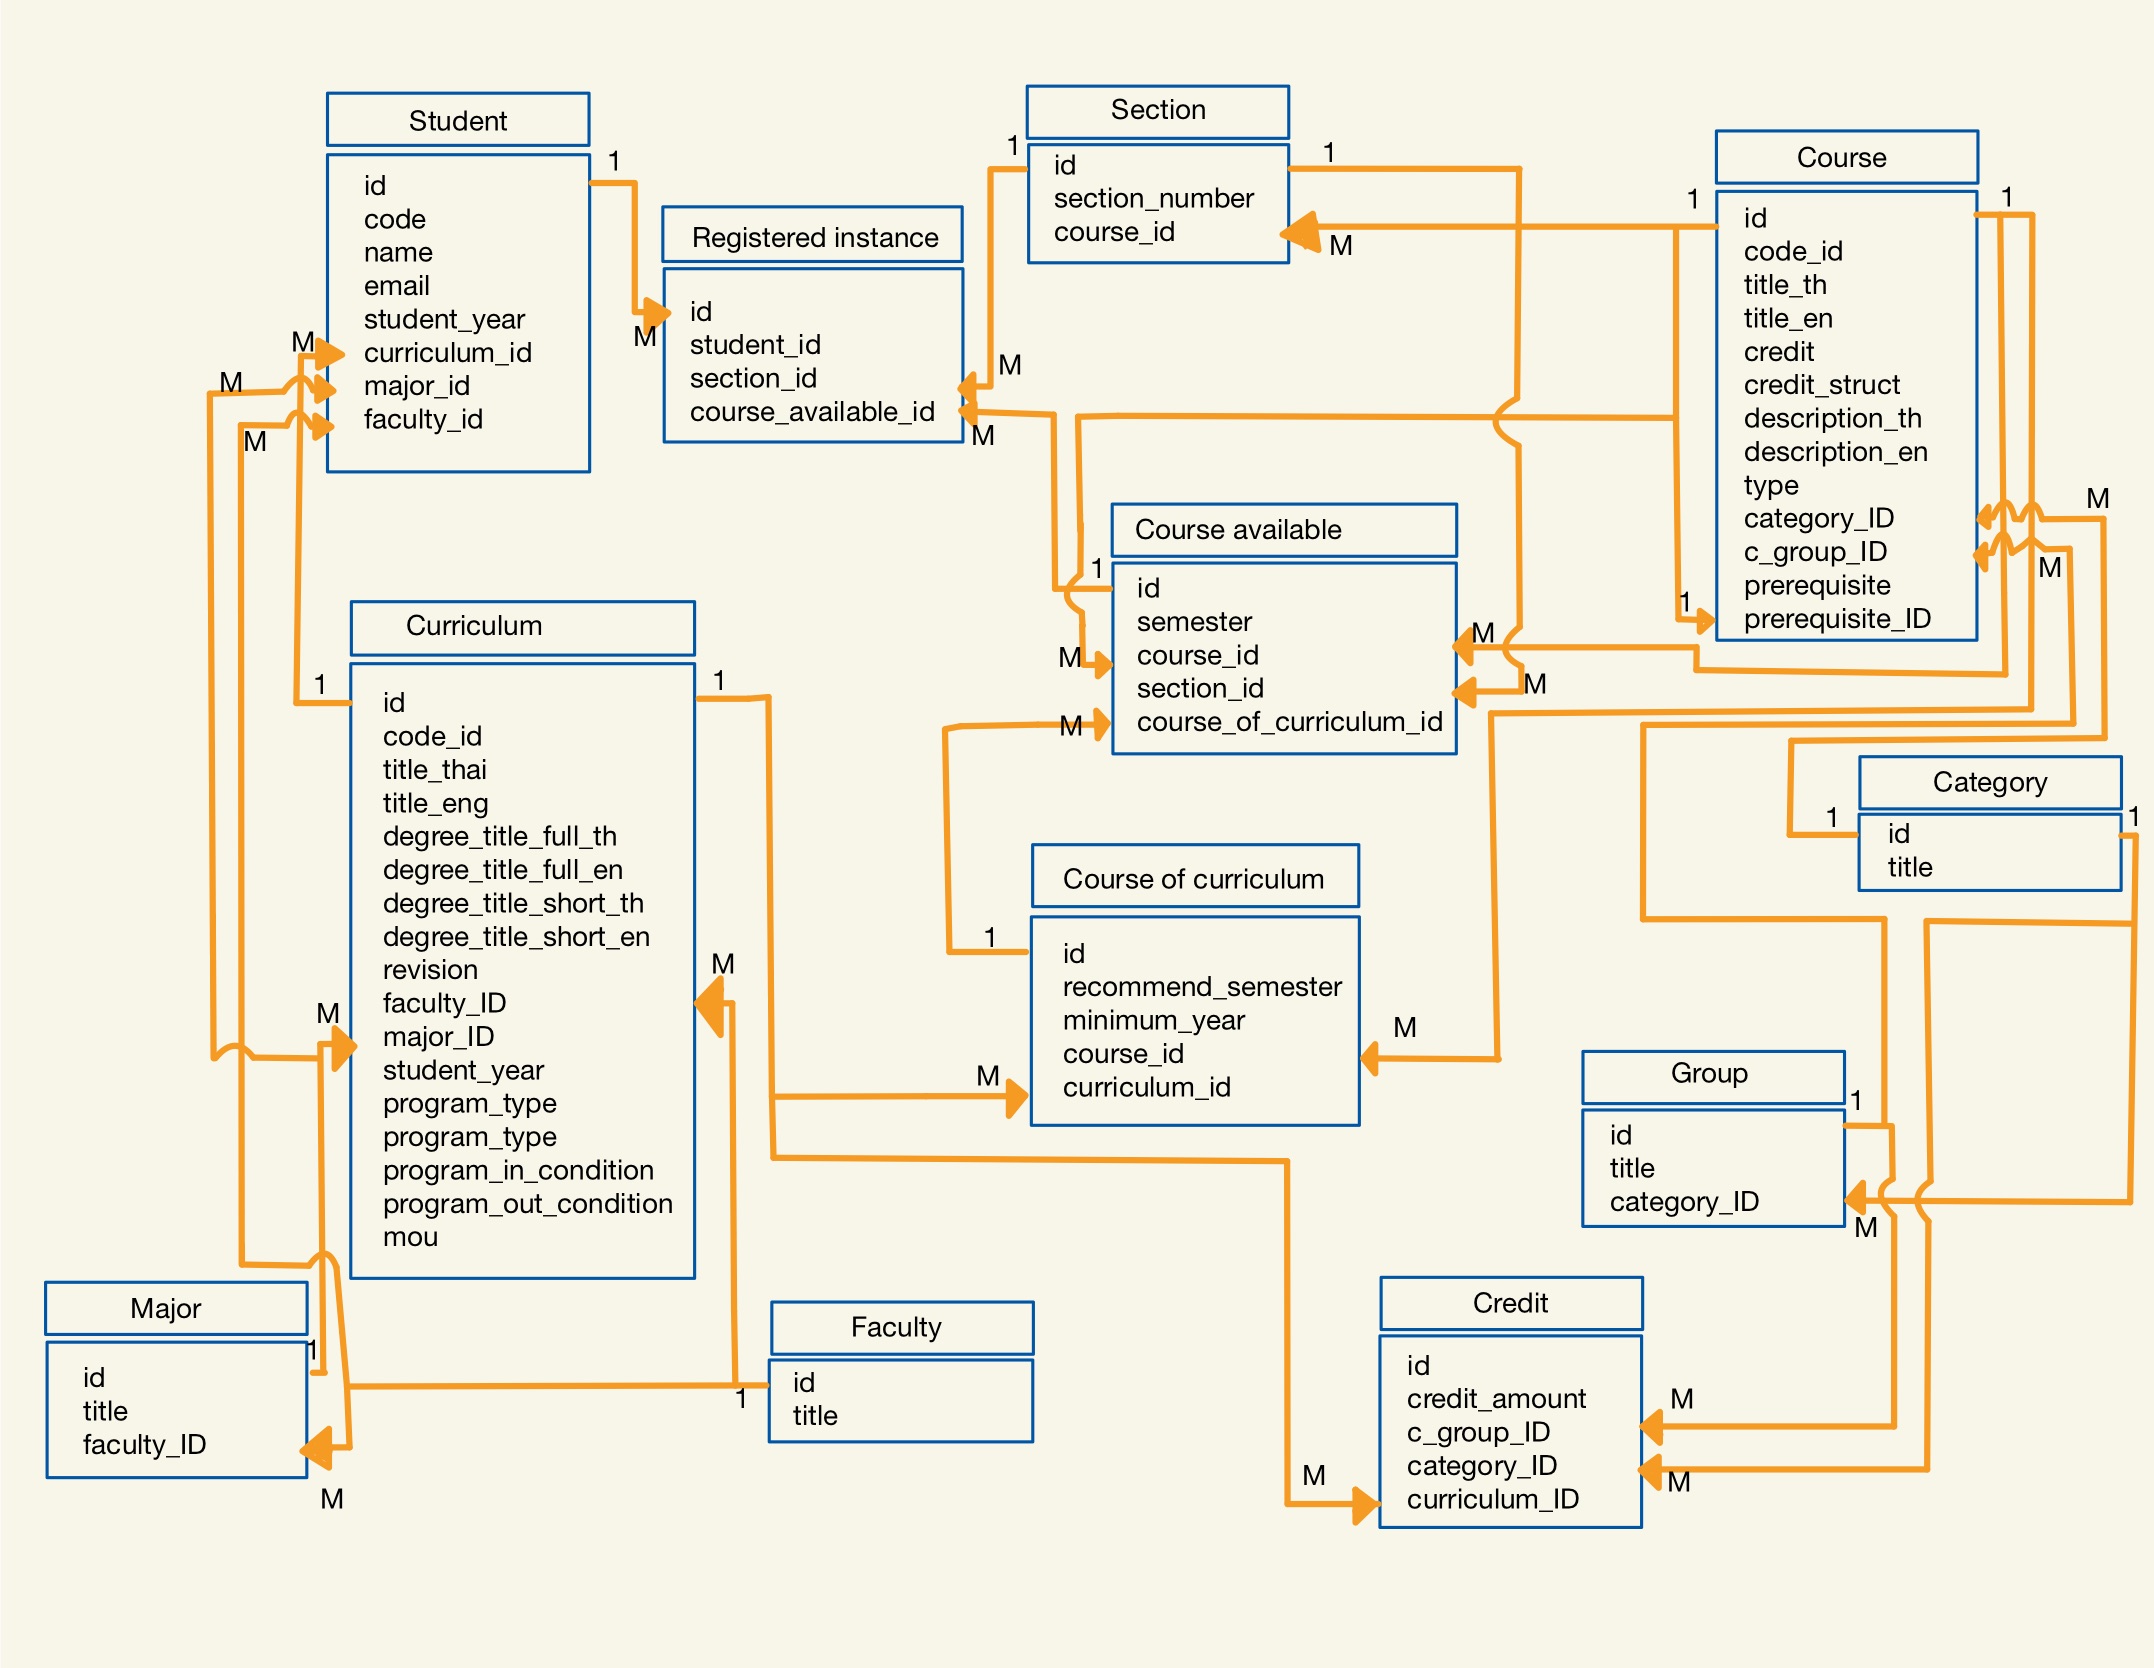 Student
id
code
name
email
student_year
curriculum_id
major_id
faculty_id
1
M
M
M
Registered instance
id
student_id
section_id
course_available_id
M
M
M
Section
id
section_number
course_id
1
1
M
Course
id
code_id
title_th
title_en
credit
credit_struct
description_th
description_en
type
category_ID
c_group_ID
prerequisite
prerequisite_ID
1
1
M
M
1
Course available
id
semester
course_id
section_id
course_of_curriculum_id
1
M
M
M
M
Curriculum
id
code_id
title_thai
title_eng
degree_title_full_th
degree_title_full_en
degree_title_short_th
degree_title_short_en
revision
faculty_ID
major_ID
student_year
program_type
program_type
program_in_condition
program_out_condition
mou
1
1
M
M
Course of curriculum
id
recommend_semester
minimum_year
course_id
curriculum_id
1
M
M
Category
id
title
1
1
Group
id
title
category_ID
1
M
Major
id
title
faculty_ID
1
M
Faculty
id
title
1
Credit
id
credit_amount
c_group_ID
category_ID
curriculum_ID
M
M
M